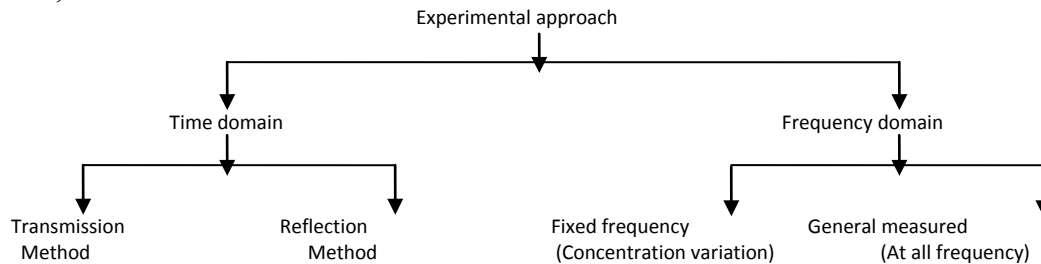 Experimental approach
Time domain
Frequency domain
Transmission
Method
Reflection
Method
Fixed frequency
(Concentration variation)
General measured
(At all frequency)